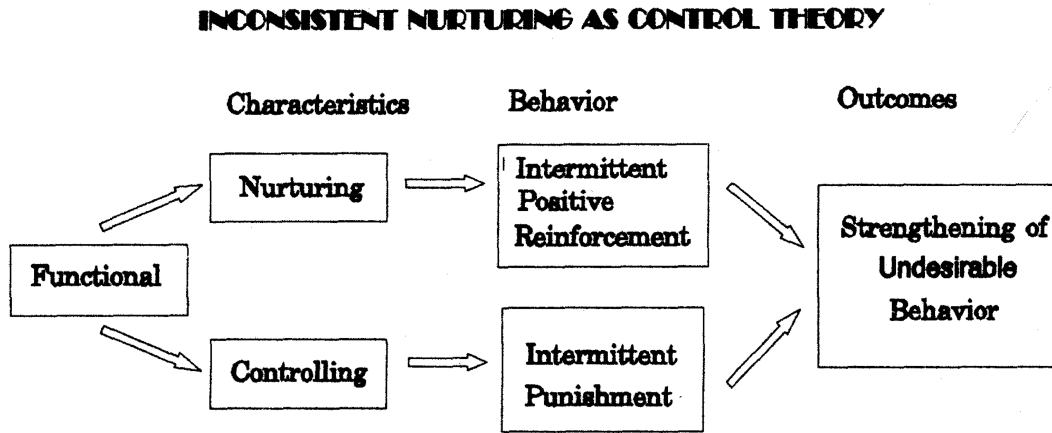 INCONSISTENT NURTURING AS CONTROL THEORY
Characteristics
Behavior
Outcomes
Functional
Nurturing
Controlling
Intermittent
Positive
Reinforcement
Intermittent
Punishment
Strengthening of
Undesirable
Behavior